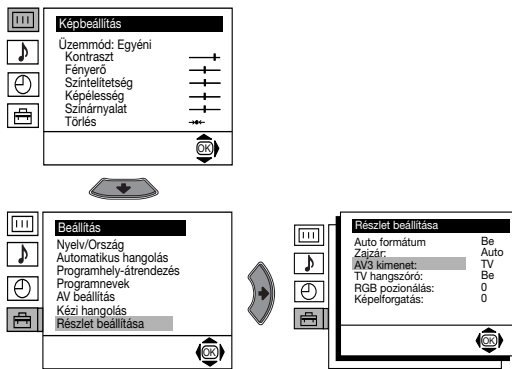 Képbeállítás
Üzemmód: Egyéni
Kontraszt
Fényerő
Színtelítetség
Képélesség
Szinárnyalat
Törlés
OK
Beállítás
Nyelv/Ország
Automatikus hangolás
Programhely-átrendezés
Programnevek
AV beállítás
Kézi hangolás
Részlet beállítása
OK
Részlet beállítása
Auto formátum Be
Zajzár: Auto
AV3 kimenet: TV
TV hangszóró: Be
RGB pozionálás: 0
Képelforgatás: 0
OK